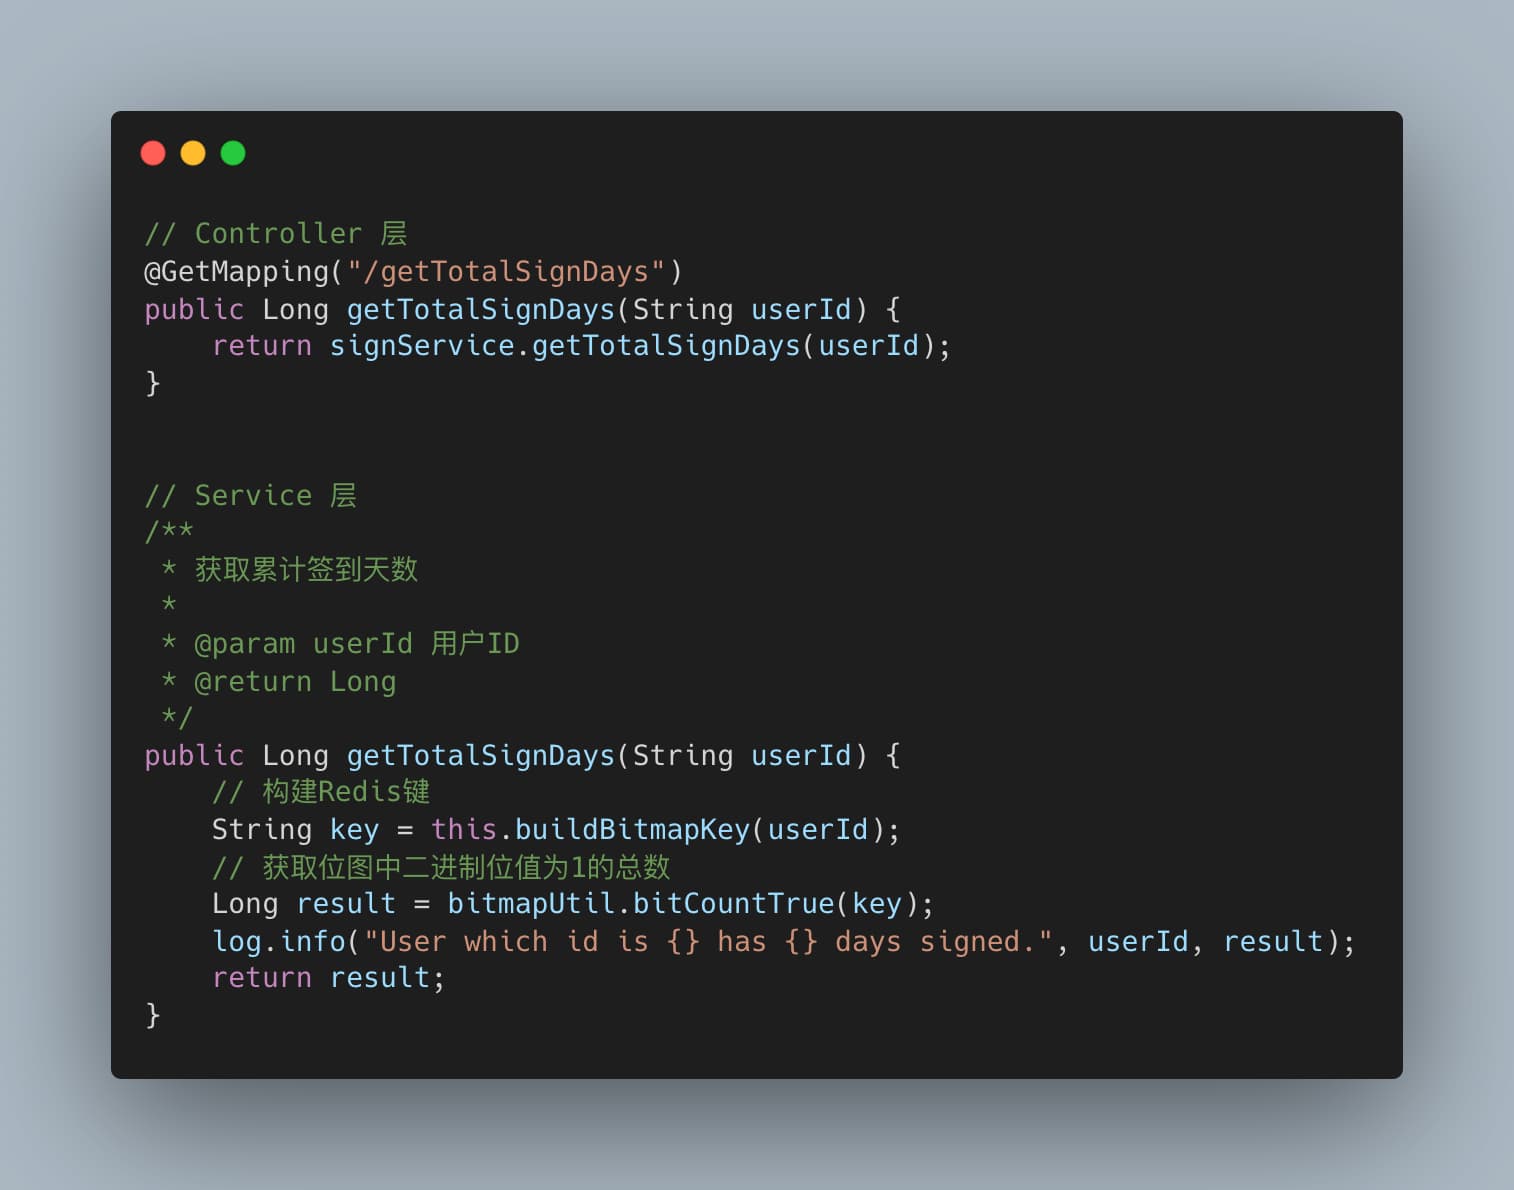 // Controller 层
@GetMapping("/getTotalSignDays")
public Long getTotalSignDays(String userId) {
    return signService.getTotalSignDays(userId);
}
// Service 层
/**
 * 获取累计签到天数
 *
 * @param userId 用户ID
 * @return Long
 */
public Long getTotalSignDays(String userId) {
    // 构建Redis键
    String key = this.buildBitmapKey(userId);
    // 获取位图中二进制位值为1的总数
    Long result = bitmapUtil.bitCountTrue(key);
    log.info("User which id is {} has {} days signed.", userId, result);
    return result;
}